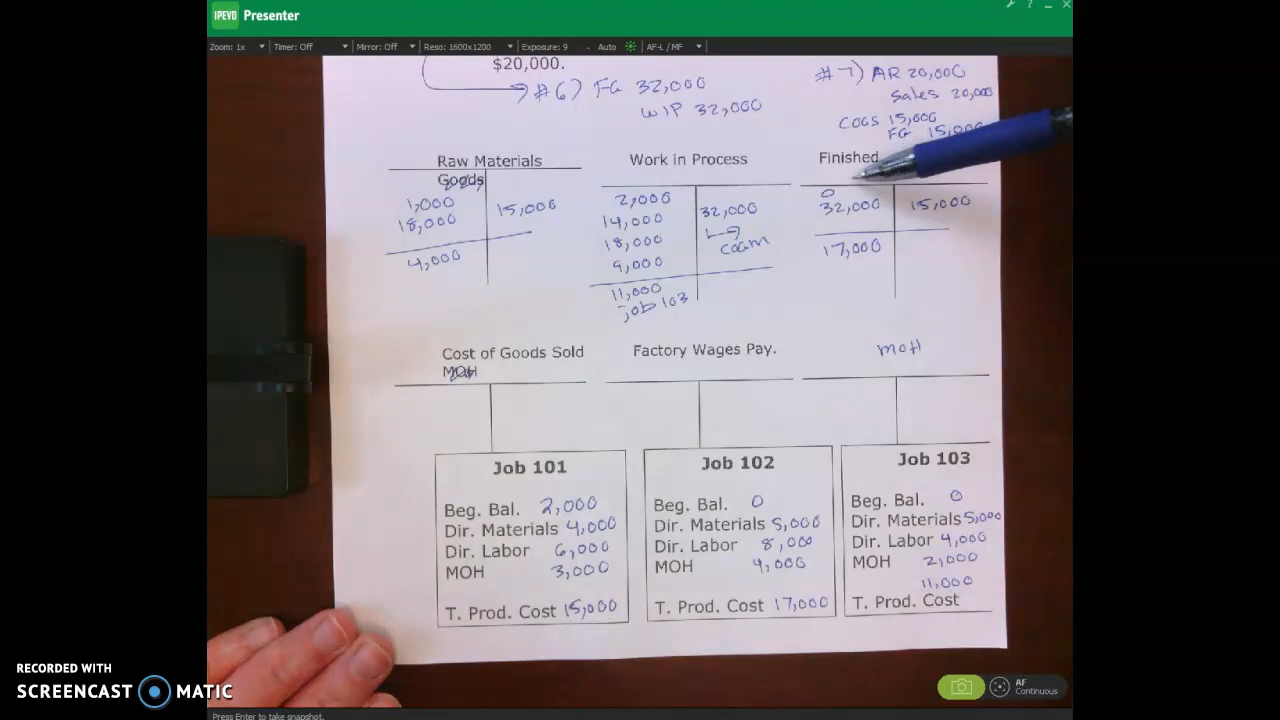 IPEVO Presenter
Zoom: 1x Timer: Off Mirror: Off Reso: 1600x1200 Exposure: 9 - Auto AF-L / MF
$20,000.
#6) FG 32,000
WIP 32,000
#7) AR 20,000
Sales 20,000
COGS 15,000
FG 15,000
Raw Materials
Goods
1,000
18,000
15,000
4,000
Work in Process
2,000
14,000
18,000
9,000
32,000
COGM
11,000
job 103
Finished
0
32,000
15,000
17,000
Cost of Goods Sold
MOH
Factory Wages Pay.
MOH
Job 101
Beg. Bal. 2,000
Dir. Materials 4,000
Dir. Labor 6,000
MOH 3,000
T. Prod. Cost 15,000
Job 102
Beg. Bal. 0
Dir. Materials 5,000
Dir. Labor 8,000
MOH 4,000
T. Prod. Cost 17,000
Job 103
Beg. Bal. 0
Dir. Materials 5,000
Dir. Labor 4,000
MOH 2,000
11,000
T. Prod. Cost
RECORDED WITH
SCREENCAST MATIC
AF
Continuous
Press Enter to take snapshot.